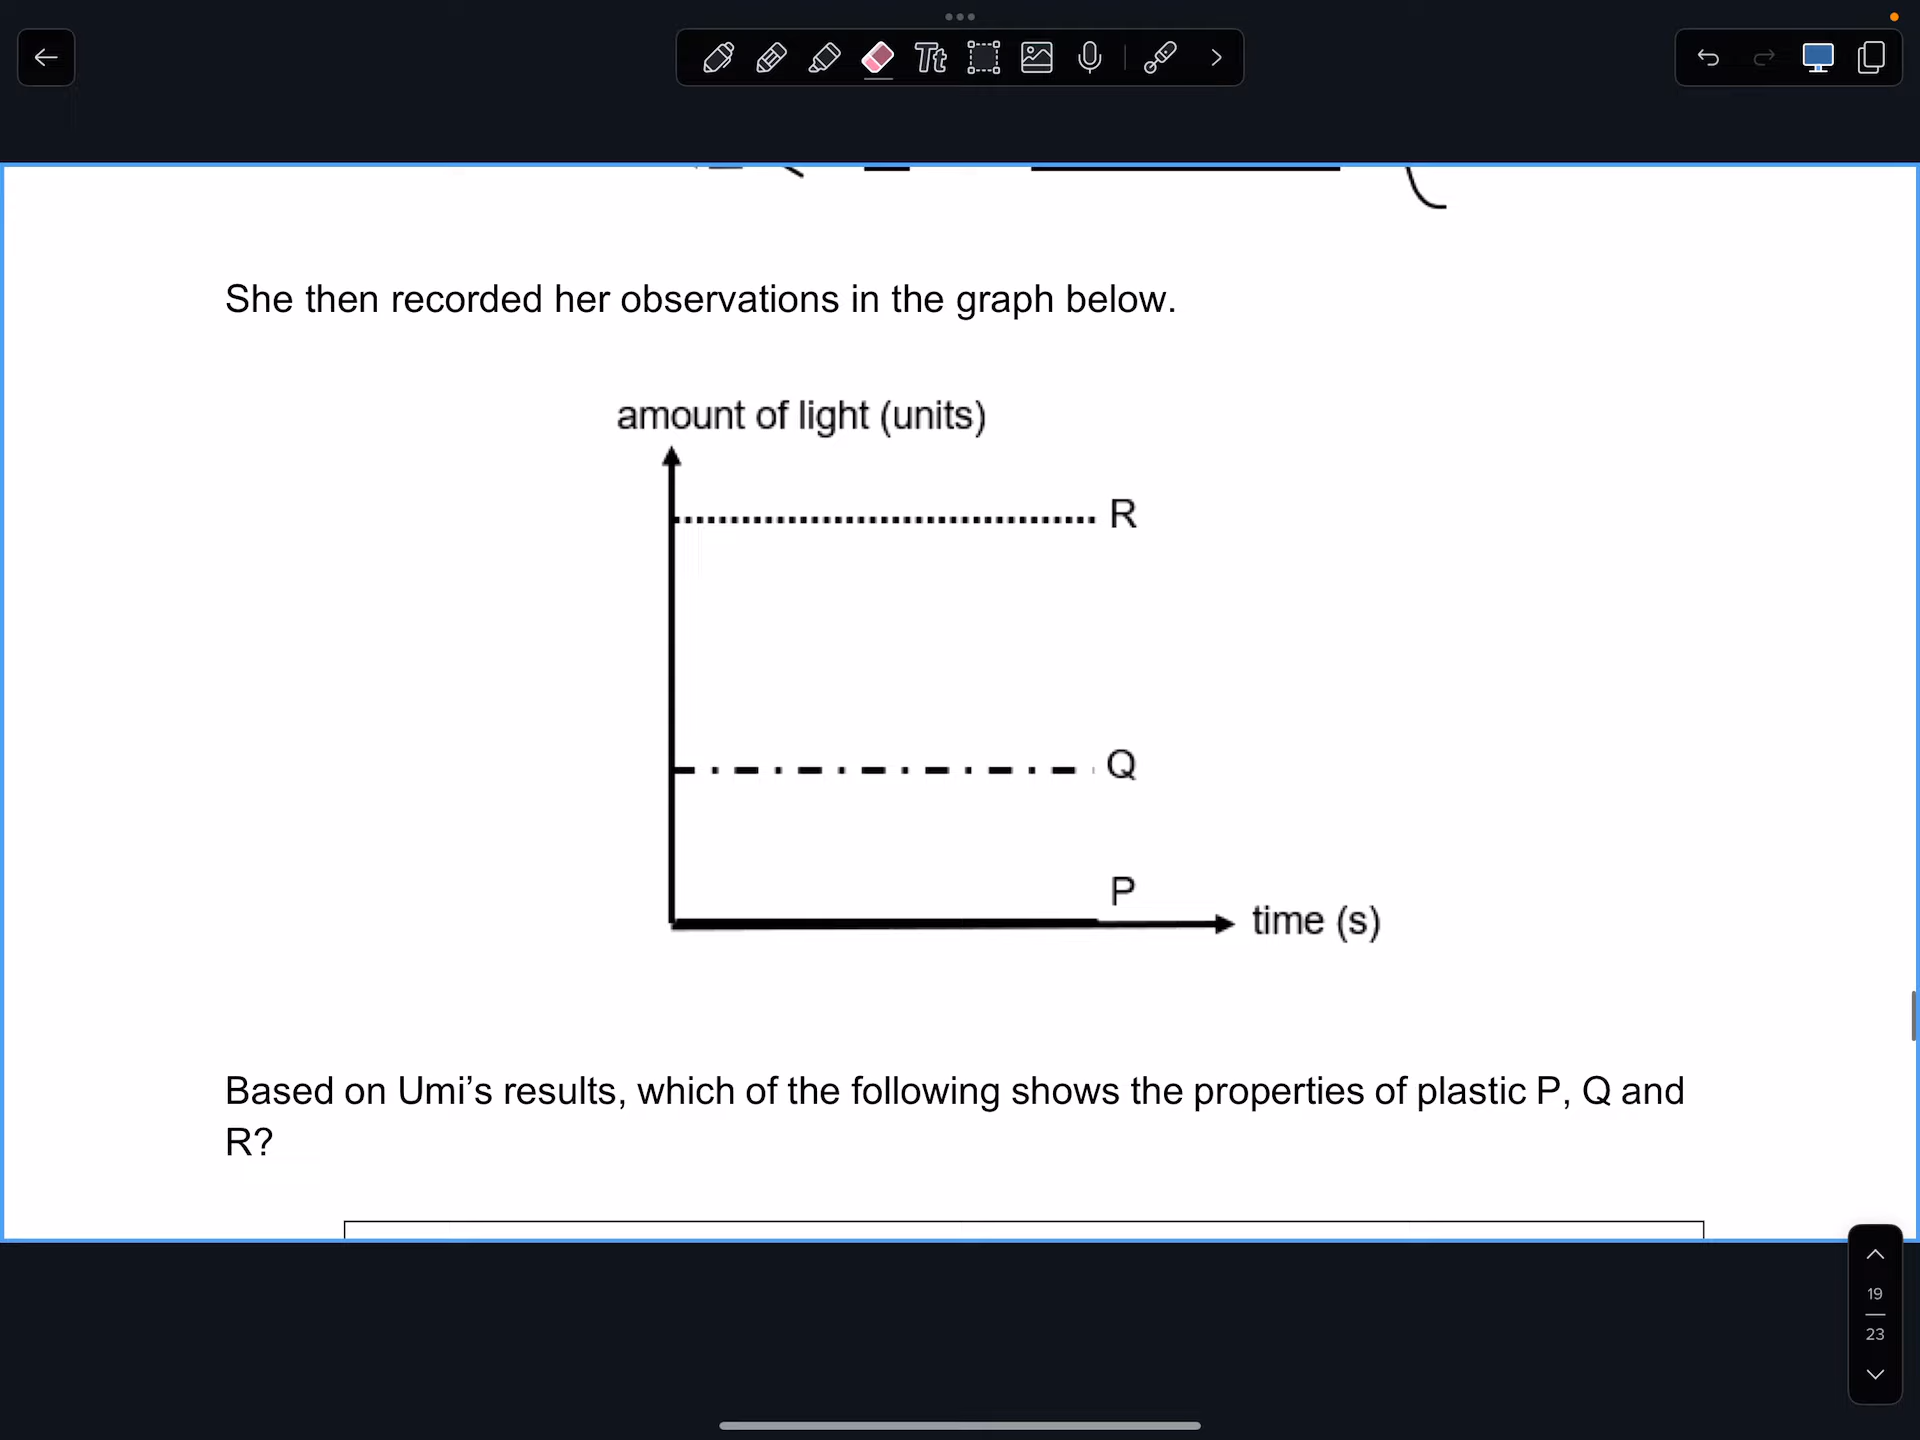 Tt
She then recorded her observations in the graph below.
amount of light (units)
R
Q
P
time (s)
Based on Umi’s results, which of the following shows the properties of plastic P, Q and
R?
19
23